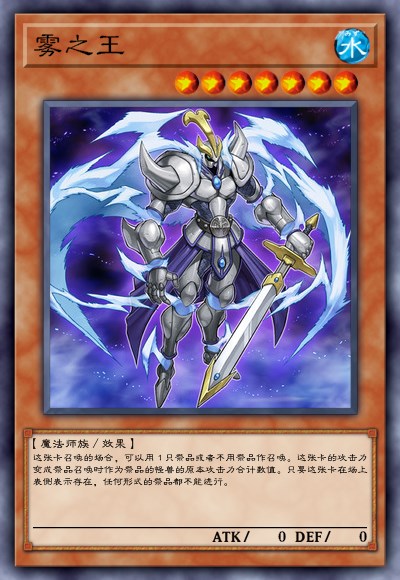 雾之王
水
【魔法师族／效果】
这张卡召唤的场合，可以用1只祭品或者不用祭品作召唤。这张卡的攻击力
变成祭品召唤时作为祭品的怪兽的原本攻击力合计数值。只要这张卡在场上
表侧表示存在，任何形式的祭品都不能进行。
ATK/ 0 DEF/ 0